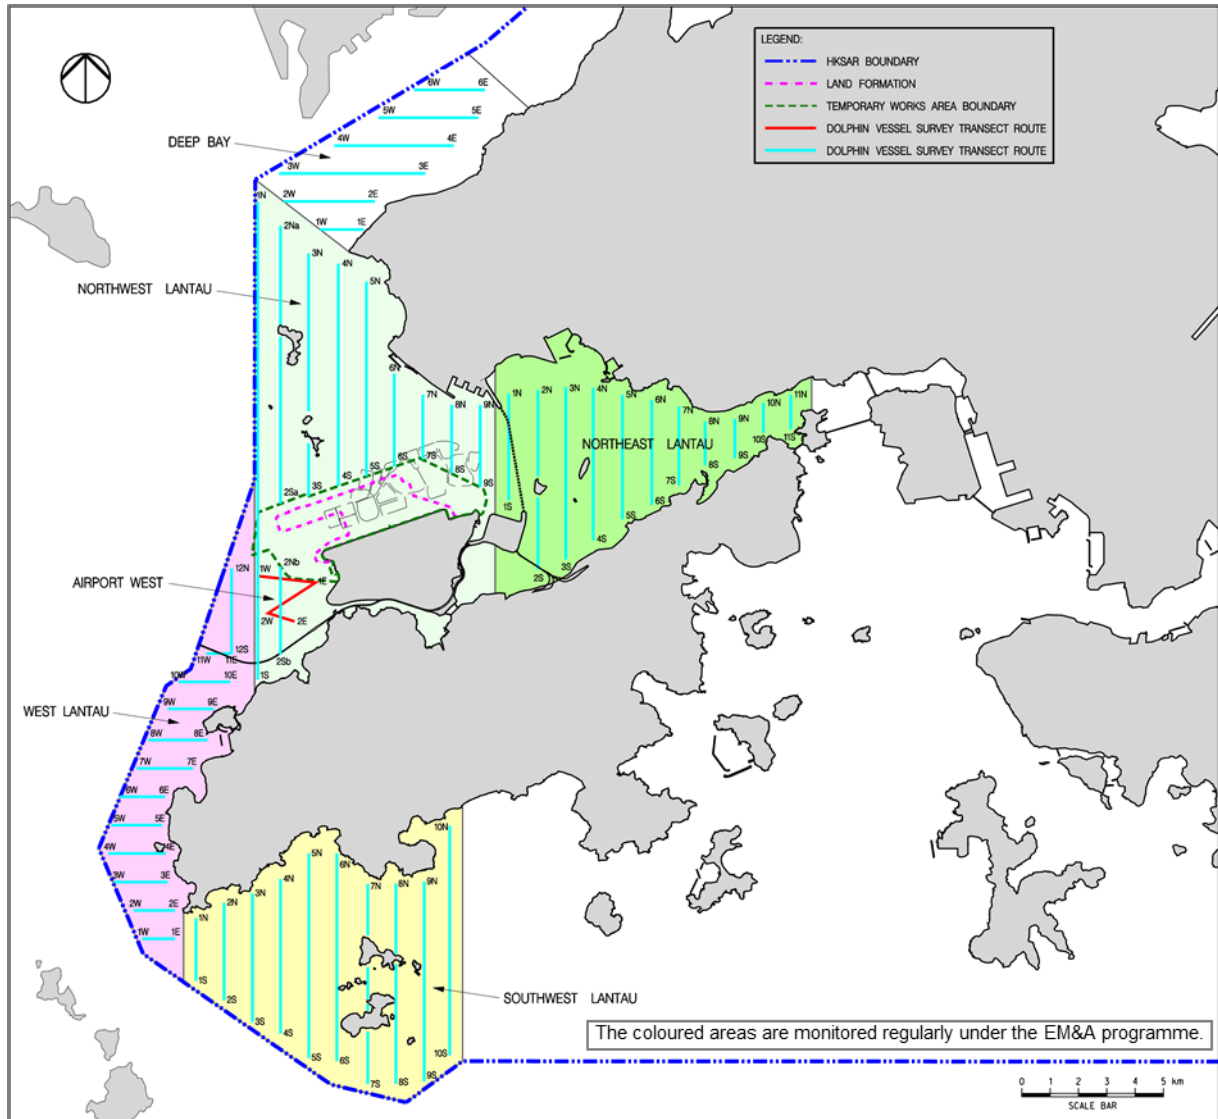 LEGEND:
HKSAR BOUNDARY
LAND FORMATION
TEMPORARY WORKS AREA BOUNDARY
DOLPHIN VESSEL SURVEY TRANSECT ROUTE
DOLPHIN VESSEL SURVEY TRANSECT ROUTE
DEEP BAY
6W 6E
5W 5E
4W 4E
3W 3E
2W 2E
1W 1E
NORTHWEST LANTAU
1N
2Na
3N
4N
5N
6N
7N
8N
9N
2Sa
3S
4S
5S
6S
7S
8S
9S
NORTHEAST LANTAU
1N
2N
3N
4N
5N
6N
7N
8N
9N
10N
11N
1S
2S
3S
4S
5S
6S
7S
8S
9S
10S
11S
AIRPORT WEST
1W
2Nb
1E
2W
2E
2Sb
1S
WEST LANTAU
12N
12S
11W 11E
10W 10E
9W 9E
8W 8E
7W 7E
6W 6E
5W 5E
4W 4E
3W 3E
2W 2E
1W 1E
SOUTHWEST LANTAU
1N
2N
3N
4N
5N
6N
7N
8N
9N
10N
1S
2S
3S
4S
5S
6S
7S
8S
9S
10S
The coloured areas are monitored regularly under the EM&A programme.
0 1 2 3 4 5 km
SCALE BAR